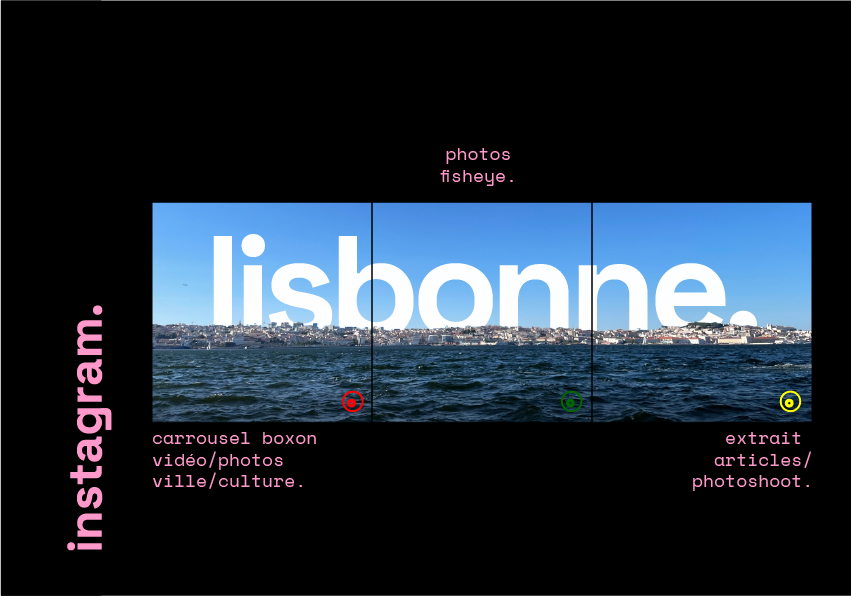 instagram.
photos
fisheye.
lisbonne.
carrousel boxon
vidéo/photos
ville/culture.
extrait
articles/
photoshoot.